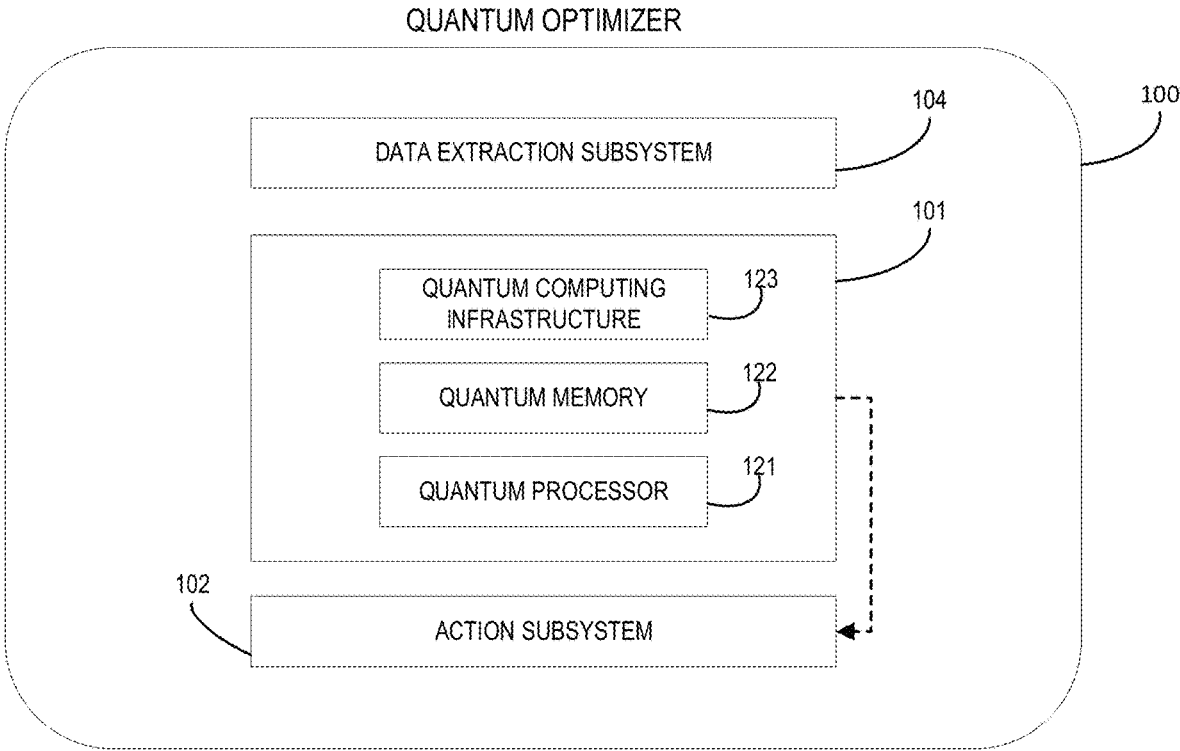 QUANTUM OPTIMIZER
104
100
DATA EXTRACTION SUBSYSTEM
101
QUANTUM COMPUTING
INFRASTRUCTURE
123
QUANTUM MEMORY
122
QUANTUM PROCESSOR
121
102
ACTION SUBSYSTEM